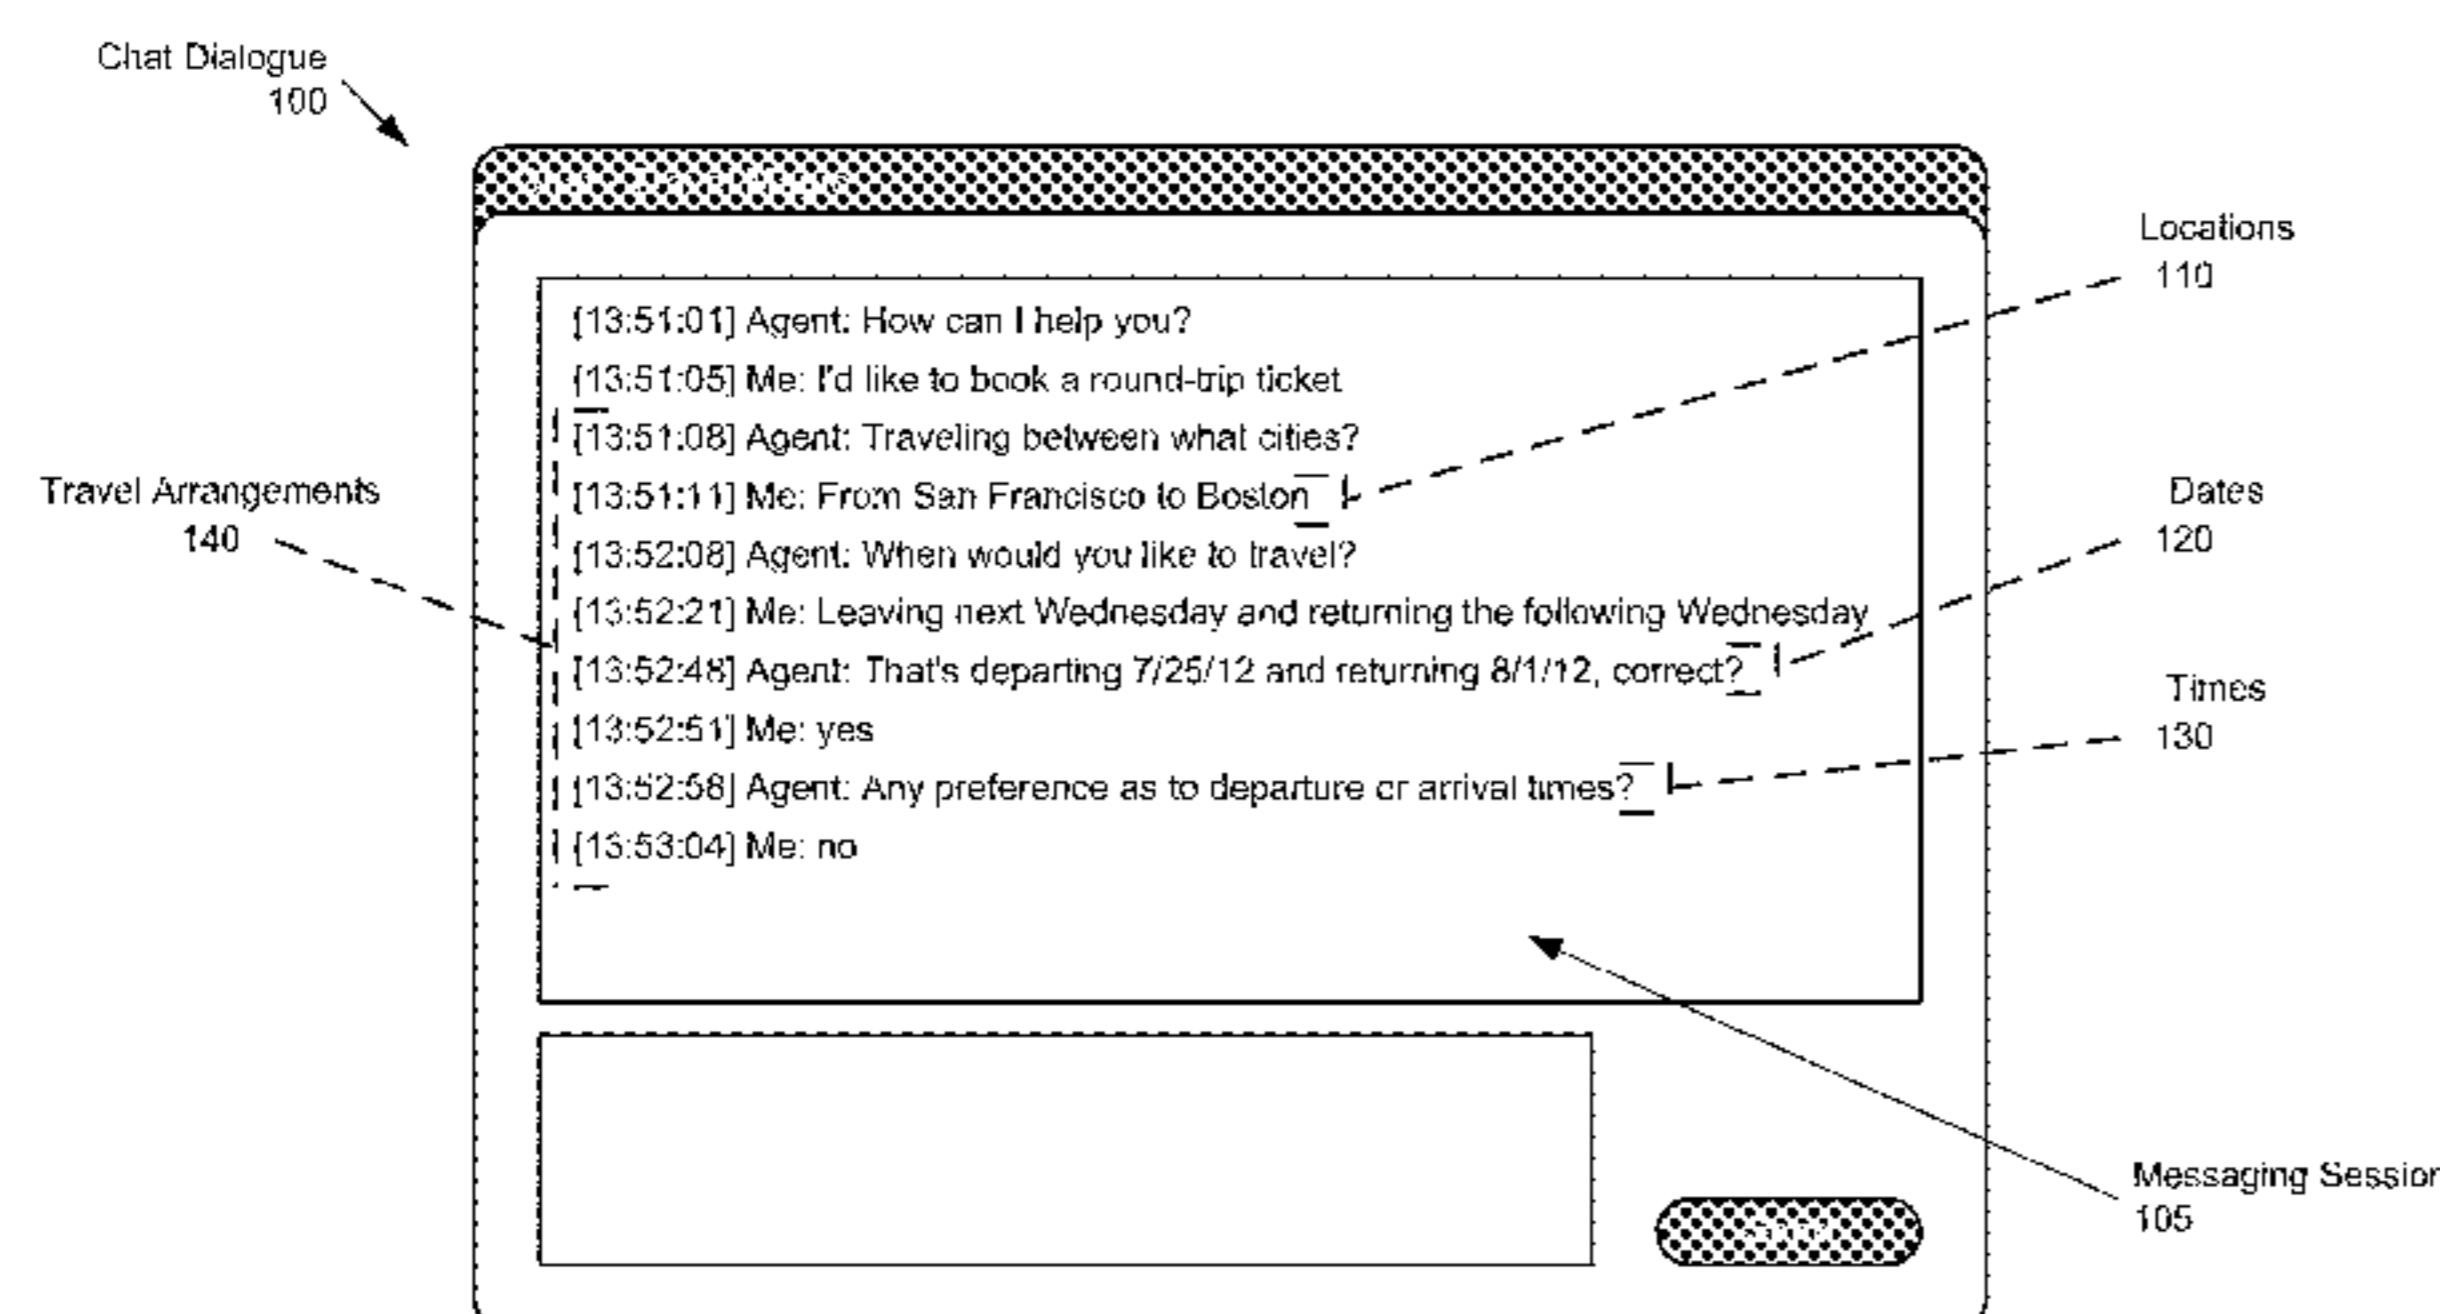 Chat Dialogue
100
[13:51:01] Agent: How can I help you?
[13:51:05] Me: I'd like to book a round-trip ticket
[13:51:08] Agent: Traveling between what cities?
[13:51:11] Me: From San Francisco to Boston
[13:52:08] Agent: When would you like to travel?
[13:52:21] Me: Leaving next Wednesday and returning the following Wednesday
[13:52:48] Agent: That's departing 7/25/12 and returning 8/1/12, correct?
[13:52:51] Me: yes
[13:52:58] Agent: Any preference as to departure or arrival times?
[13:53:04] Me: no
Travel Arrangements
140
Locations
110
Dates
120
Times
130
Messaging Session
105